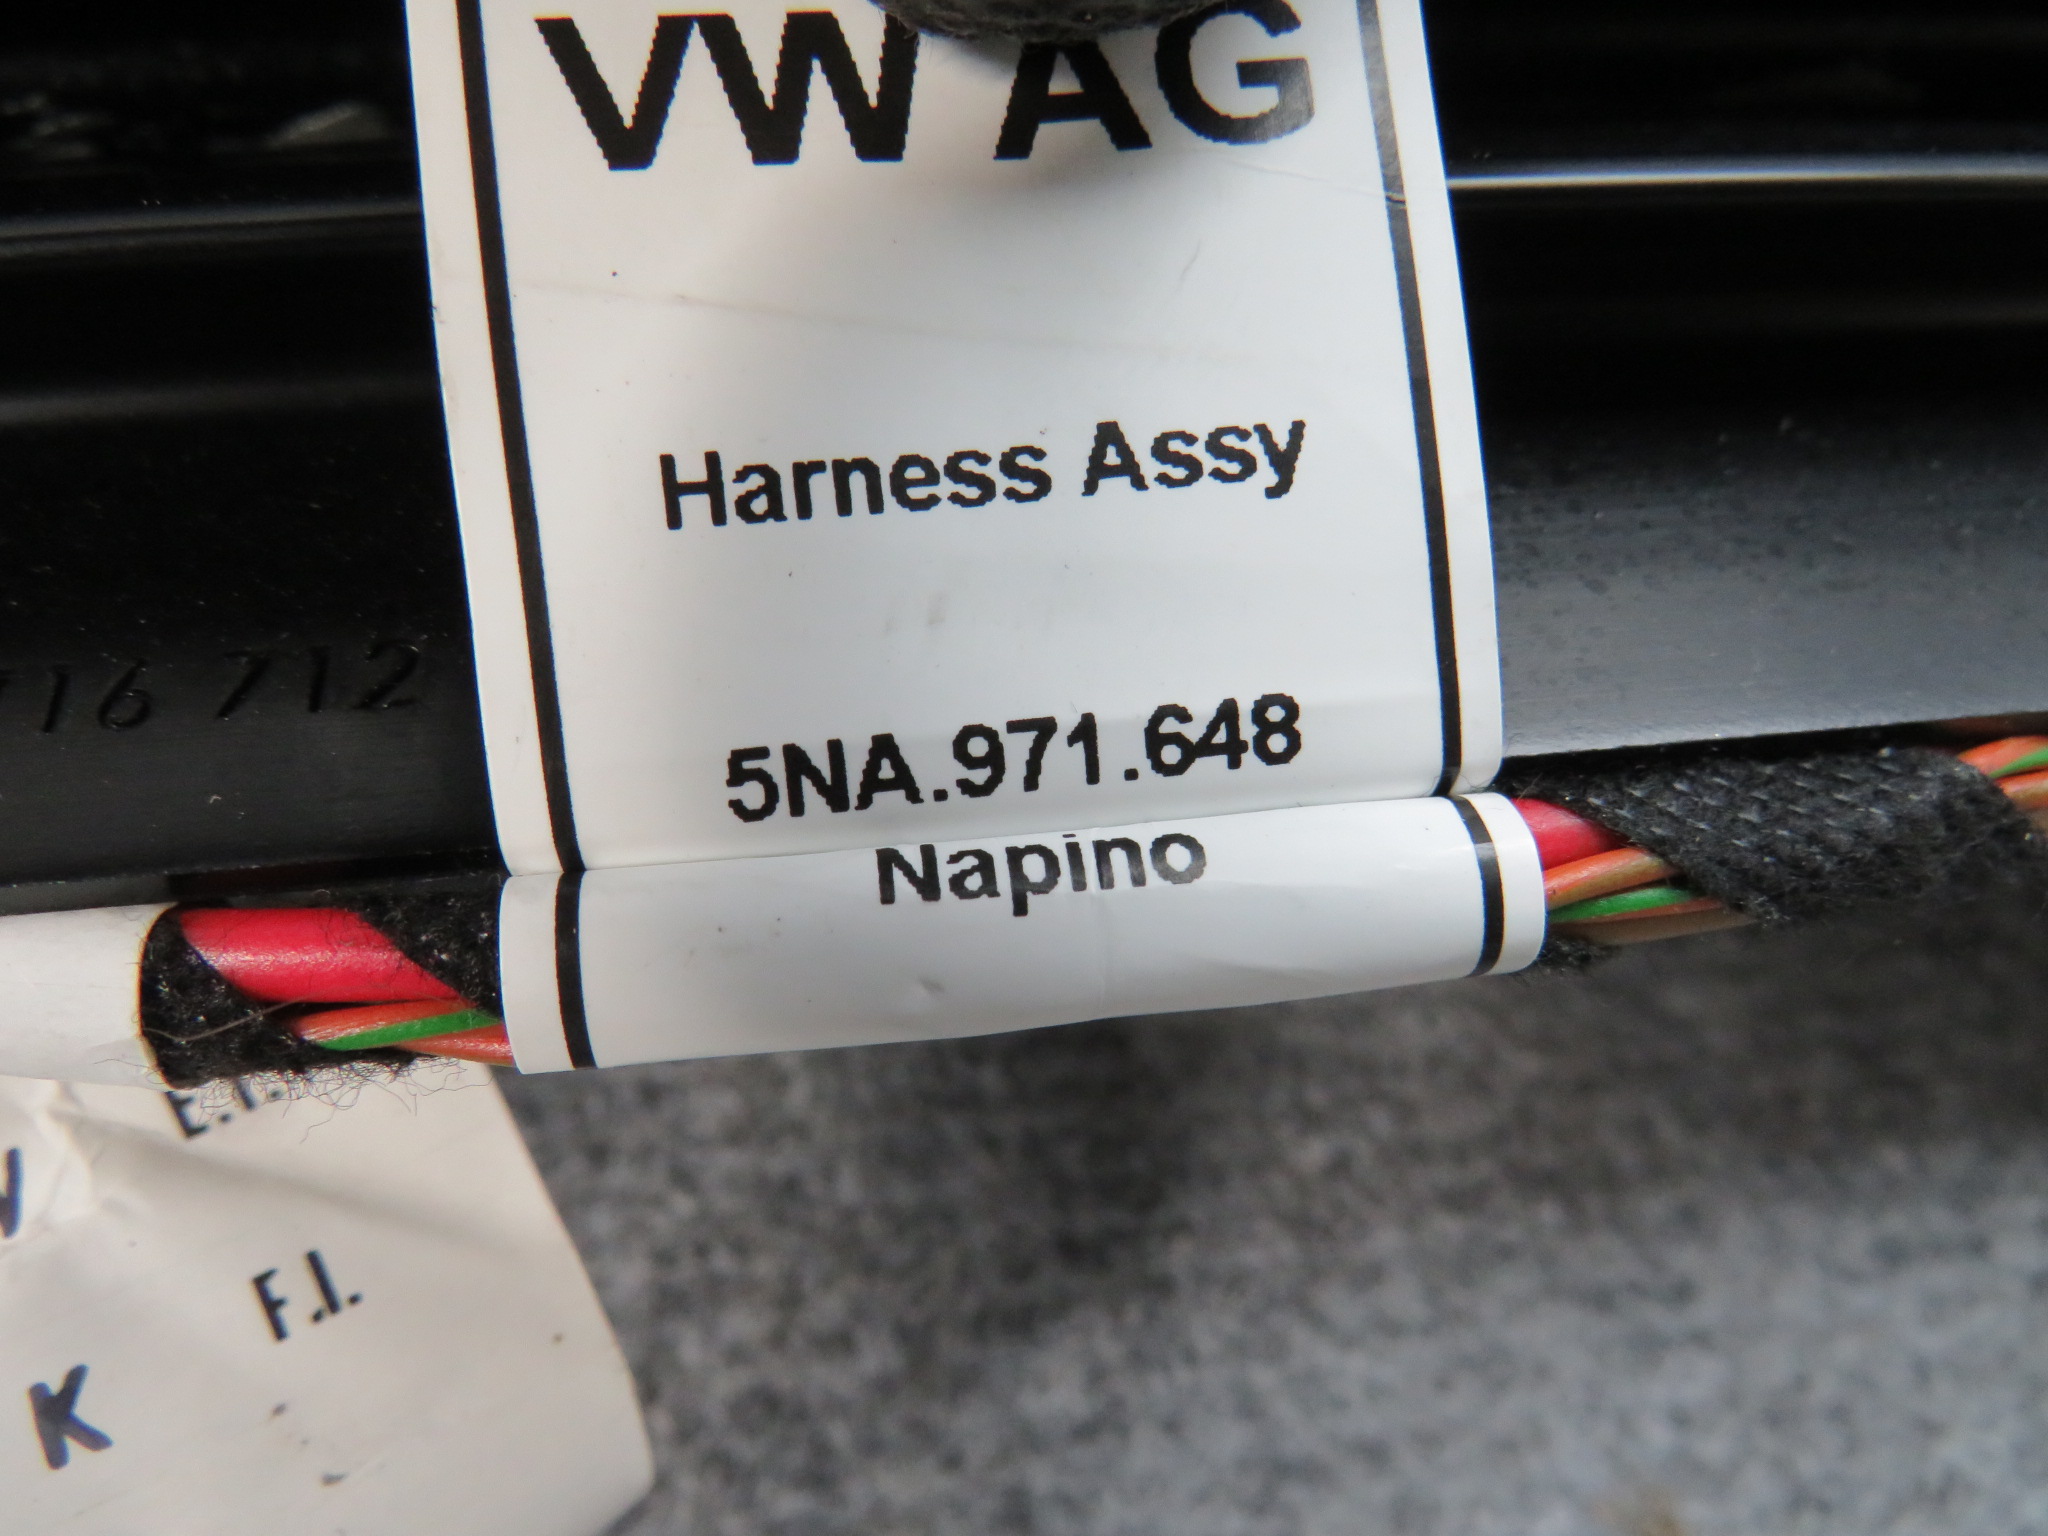 VW AG
Harness Assy
716 712
5NA.971.648
Napino
E.I.
F.I.
K